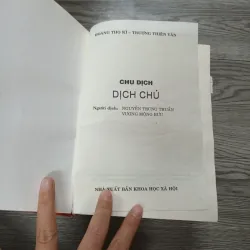 HOÀNG THỌ KỲ - TRƯƠNG THIỆN VĂN
CHU DỊCH
DỊCH CHÚ
Người dịch: NGUYỄN TRUNG THUẦN
VƯƠNG MỘNG BƯU
NHÀ XUẤT BẢN KHOA HỌC XÃ HỘI